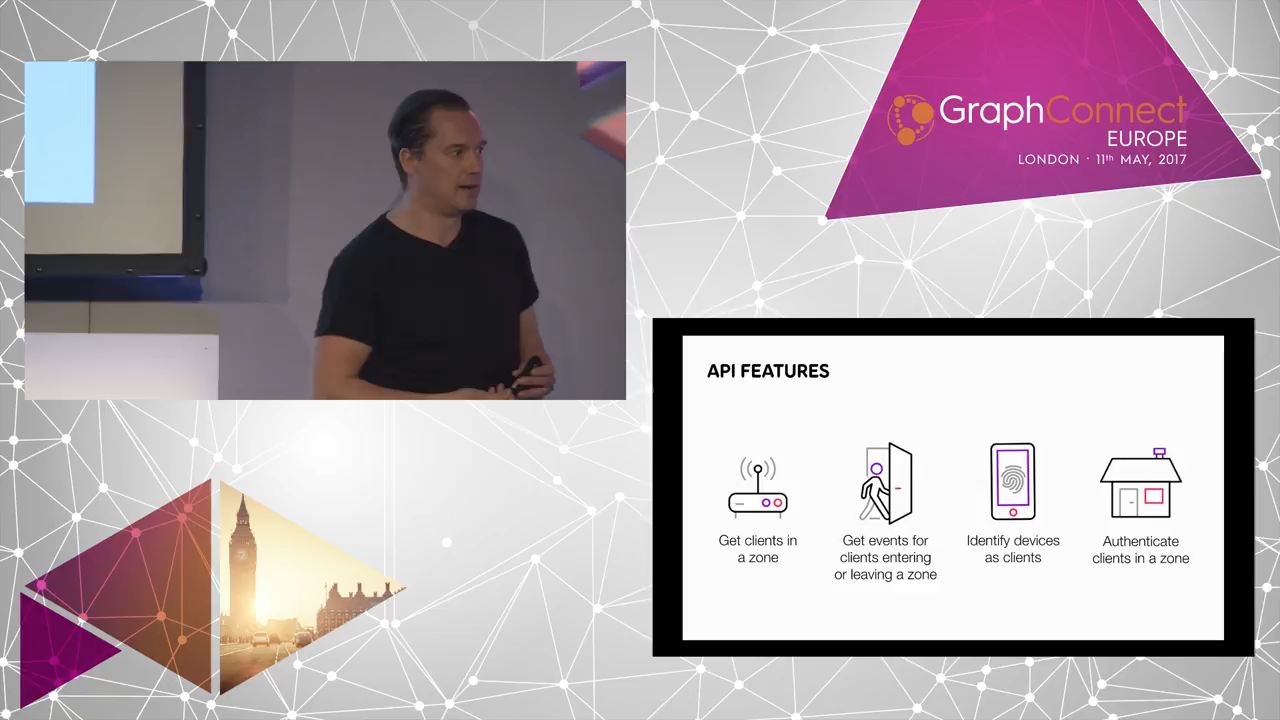 GraphConnect
EUROPE
LONDON · 11th MAY, 2017
API FEATURES
Get clients in
a zone
Get events for
clients entering
or leaving a zone
Identify devices
as clients
Authenticate
clients in a zone